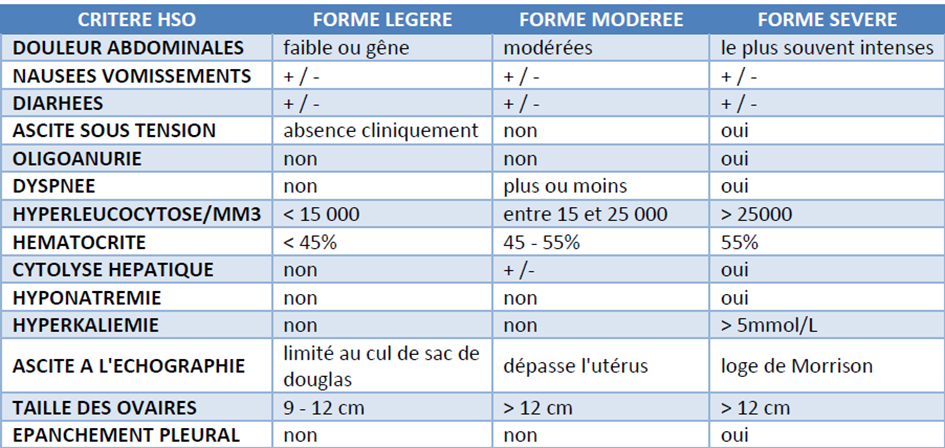 CRITERE HSO FORME LEGERE FORME MODEREE FORME SEVERE
DOULEUR ABDOMINALES faible ou gêne modérées le plus souvent intenses
NAUSEES VOMISSEMENTS + / - + / - + / -
DIARHEES + / - + / - + / -
ASCITE SOUS TENSION absence cliniquement non oui
OLIGOANURIE non non oui
DYSPNEE non plus ou moins oui
HYPERLEUCOCYTOSE/MM3 < 15 000 entre 15 et 25 000 > 25000
HEMATOCRITE < 45% 45 - 55% 55%
CYTOLYSE HEPATIQUE non + /- oui
HYPONATREMIE non non oui
HYPERKALIEMIE non non > 5mmol/L
ASCITE A L'ECHOGRAPHIE limité au cul de sac de douglas dépasse l'utérus loge de Morrison
TAILLE DES OVAIRES 9 - 12 cm > 12 cm > 12 cm
EPANCHEMENT PLEURAL non non oui